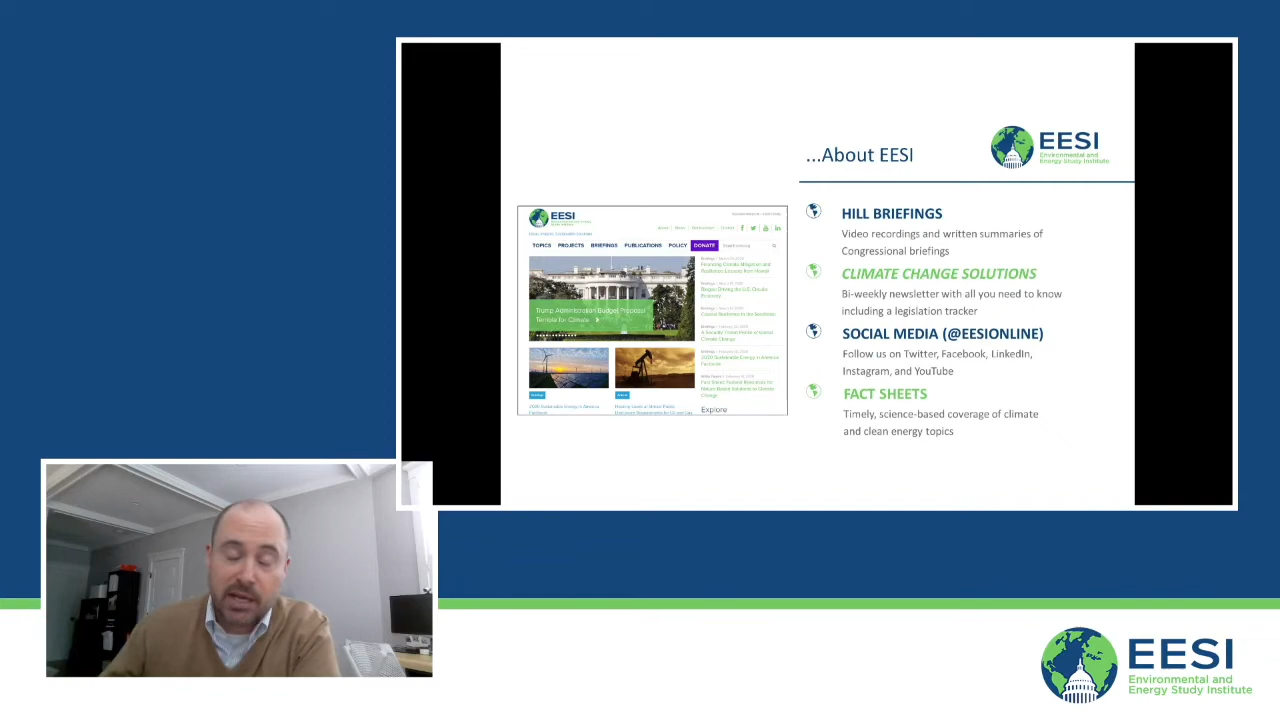 ...About EESI
EESI
Environmental and
Energy Study Institute
HILL BRIEFINGS
Video recordings and written summaries of
Congressional briefings
CLIMATE CHANGE SOLUTIONS
Bi-weekly newsletter with all you need to know
including a legislation tracker
SOCIAL MEDIA (@EESIONLINE)
Follow us on Twitter, Facebook, LinkedIn,
Instagram, and YouTube
FACT SHEETS
Timely, science-based coverage of climate
and clean energy topics
EESI
TOPICS PROJECTS BRIEFINGS PUBLICATIONS POLICY DONATE
Trump Administration Budget Proposal
Terrible for Climate
Explore
EESI
Environmental and
Energy Study Institute